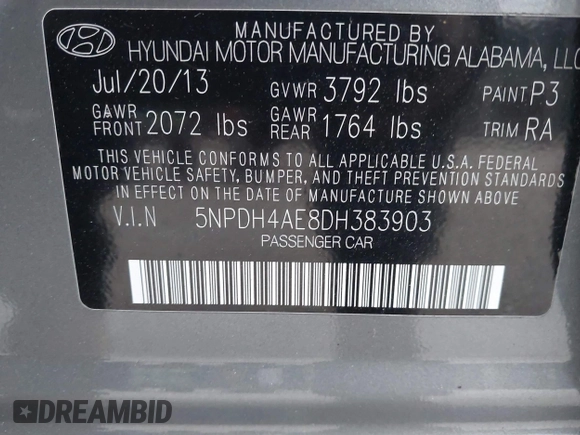 MANUFACTURED BY
HYUNDAI MOTOR MANUFACTURING ALABAMA, LLC
Jul/20/13 GVWR 3792 lbs PAINT P3
GAWR FRONT 2072 lbs GAWR REAR 1764 lbs TRIM RA
THIS VEHICLE CONFORMS TO ALL APPLICABLE U.S.A. FEDERAL
MOTOR VEHICLE SAFETY, BUMPER, AND THEFT PREVENTION STANDARDS
IN EFFECT ON THE DATE OF MANUFACTURE SHOWN ABOVE.
V.I.N 5NPDH4AE8DH383903
PASSENGER CAR
DREAMBID